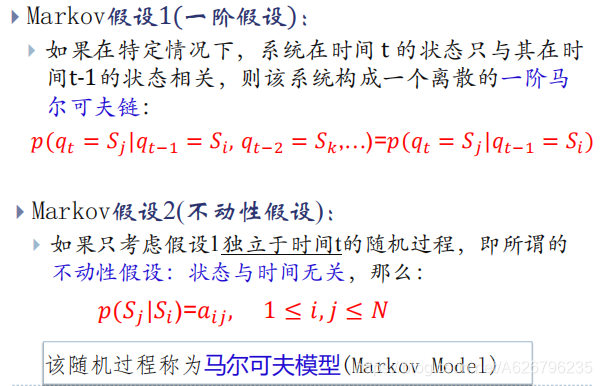 Markov假设1(一阶假设):
如果在特定情况下，系统在时间 t 的状态只与其在时
间t-1的状态相关，则该系统构成一个离散的一阶马
尔可夫链:
p(q_t = S_j|q_{t-1} = S_i, q_{t-2} = S_k,…)=p(q_t = S_j|q_{t-1} = S_i)
Markov假设2(不动性假设):
如果只考虑假设1独立于时间t的随机过程，即所谓的
不动性假设: 状态与时间无关，那么:
p(S_j|S_i)=a_{ij}, 1 ≤ i, j ≤ N
该随机过程称为马尔可夫模型(Markov Model)